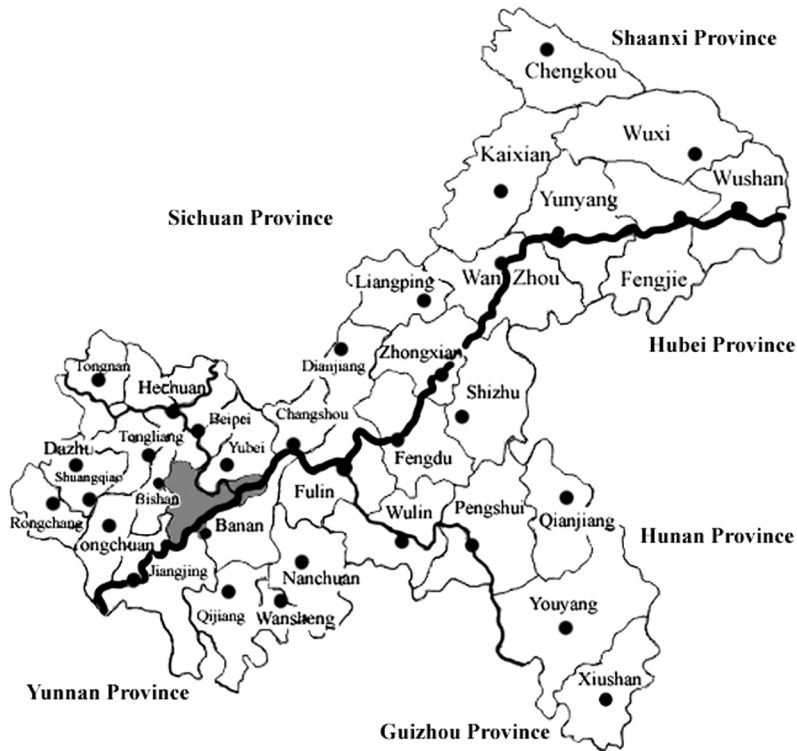 Shaanxi Province
Chengkou
Wuxi
Kaixian
Wushan
Yunyang
Sichuan Province
Wan Zhou
Liangping
Fengjie
Hubei Province
Zhongxian
Dianjiang
Tongnan
Hechuan
Shizhu
Changshou
Beipei
Tongliang
Dazhu
Yubei
Fengdu
Shuangqiao
Bishan
Fulin
Rongchang
Wulin
Pengshui
Qianjiang
Banan
Hunan Province
Yongchuan
Jiangjing
Nanchuan
Youyang
Qijiang
Wansheng
Xiushan
Yunnan Province
Guizhou Province